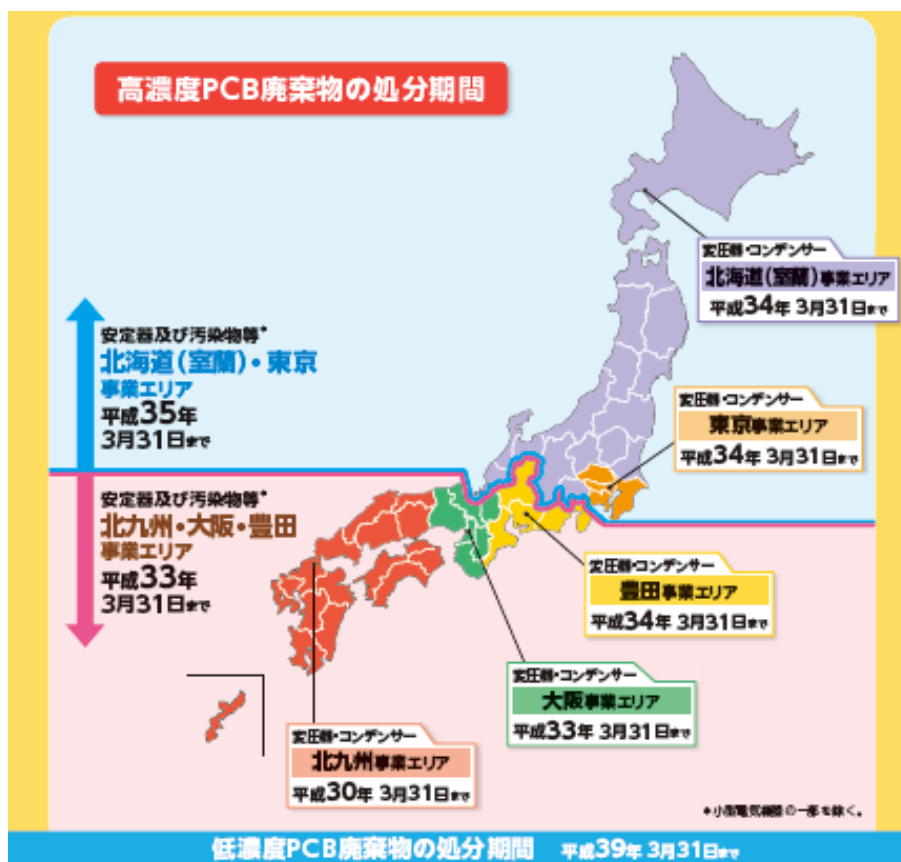 高濃度PCB廃棄物の処分期間
変圧器・コンデンサー
北海道(室蘭)事業エリア
平成34年 3月31日まで
安定器及び汚染物等*
北海道(室蘭)・東京
事業エリア
平成35年
3月31日まで
変圧器・コンデンサー
東京事業エリア
平成34年 3月31日まで
安定器及び汚染物等*
北九州・大阪・豊田
事業エリア
平成33年
3月31日まで
変圧器・コンデンサー
豊田事業エリア
平成34年 3月31日まで
変圧器・コンデンサー
大阪事業エリア
平成33年 3月31日まで
変圧器・コンデンサー
北九州事業エリア
平成30年 3月31日まで
*小型電気機器の一部を除く。
低濃度PCB廃棄物の処分期間 平成39年 3月31日まで